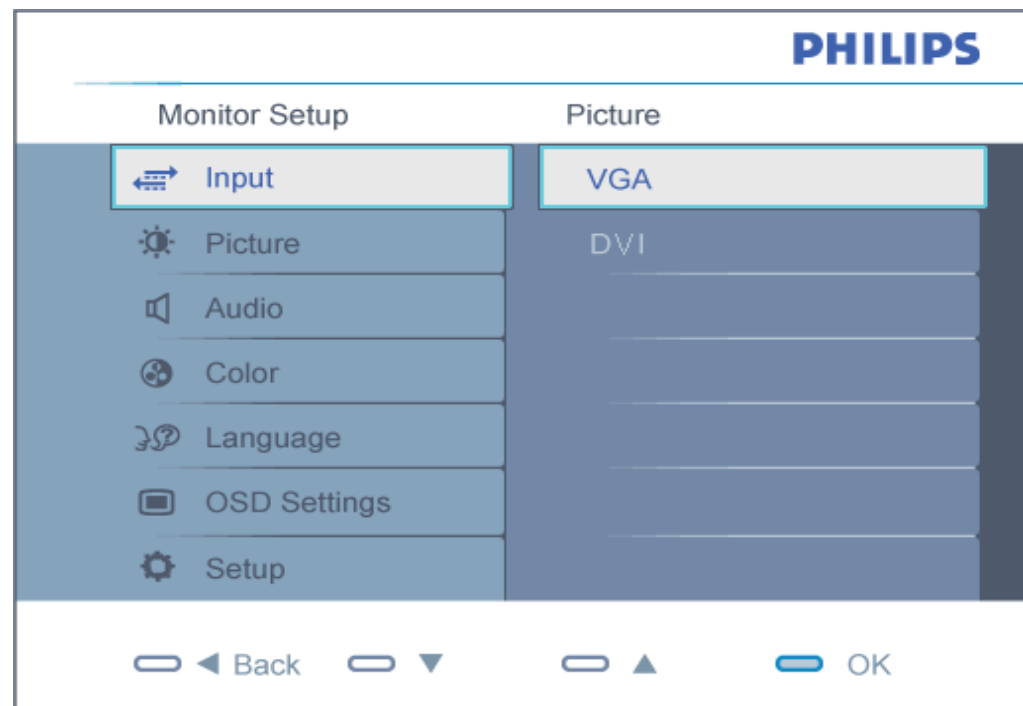 PHILIPS
Monitor Setup Picture
Input VGA
Picture DVI
Audio
Color
Language
OSD Settings
Setup
Back OK